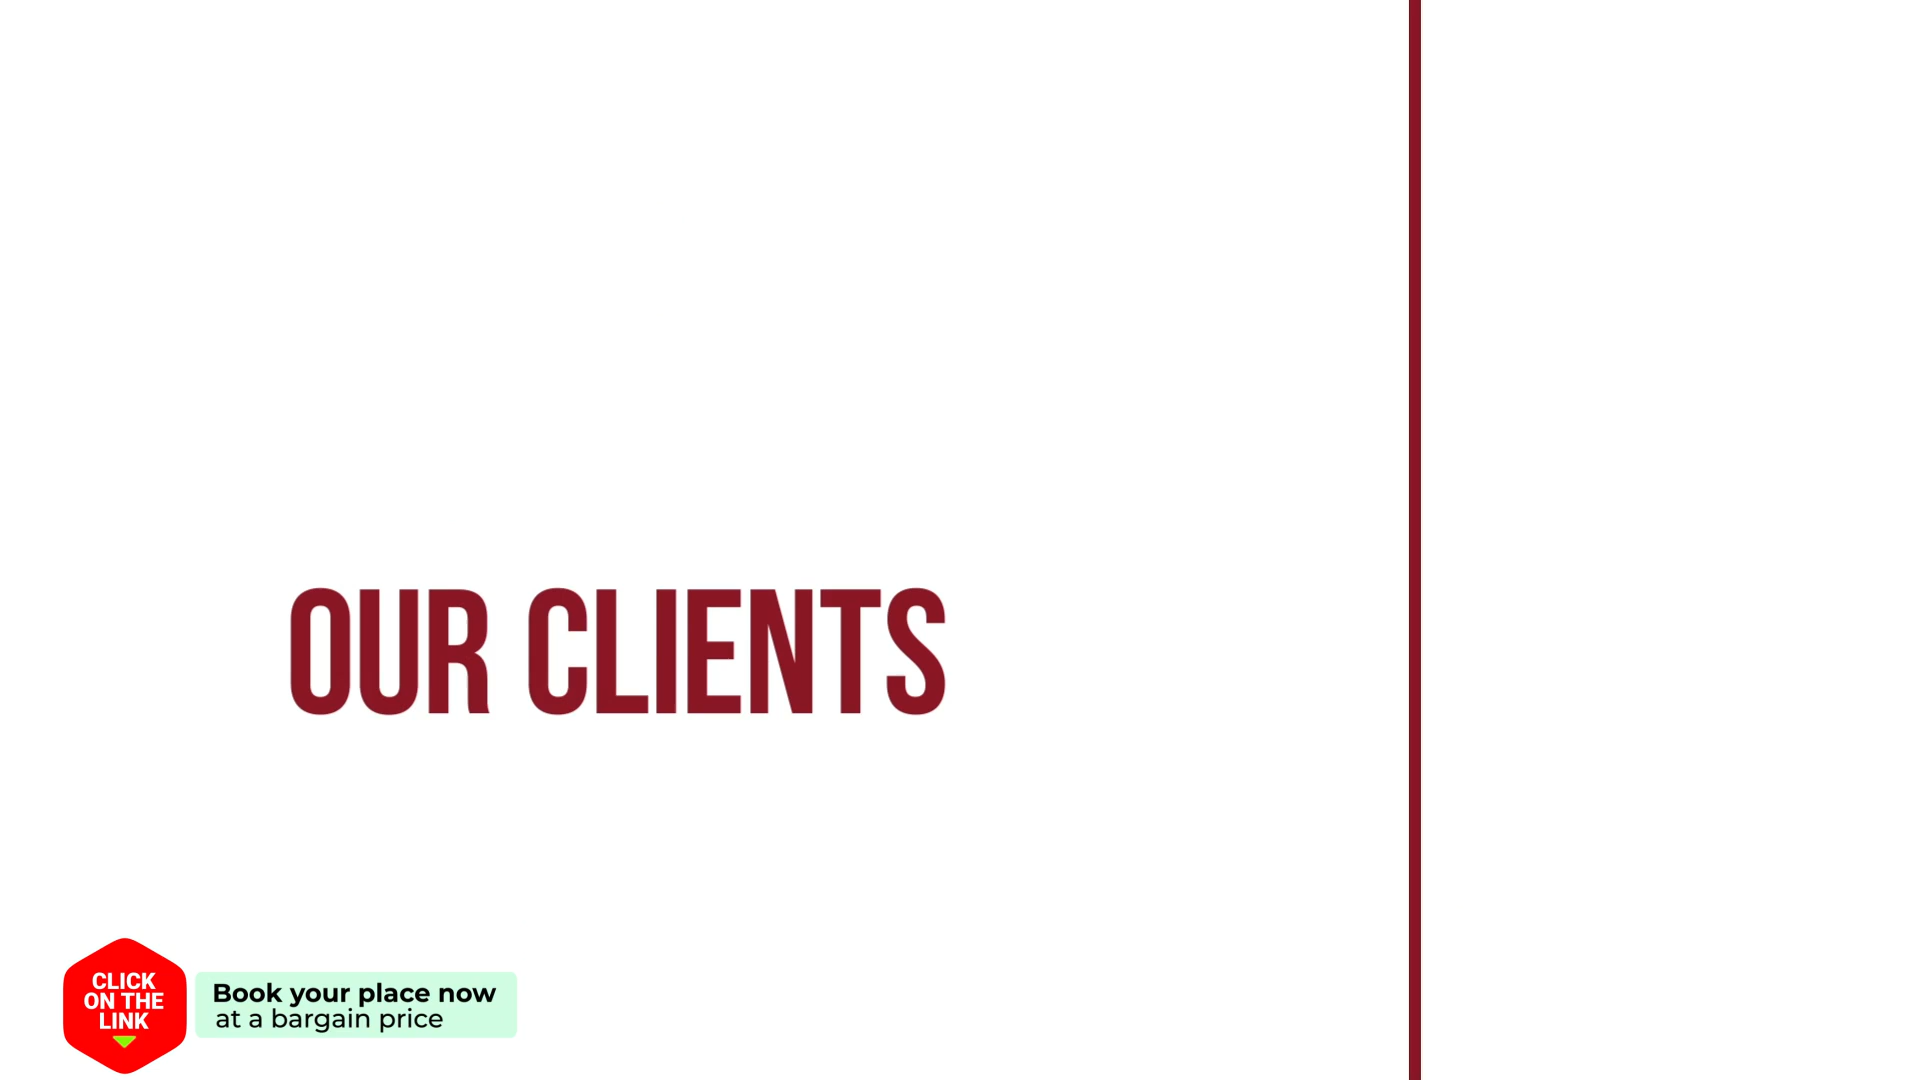 OUR CLIENTS
CLICK
ON THE
LINK
Book your place now
at a bargain price